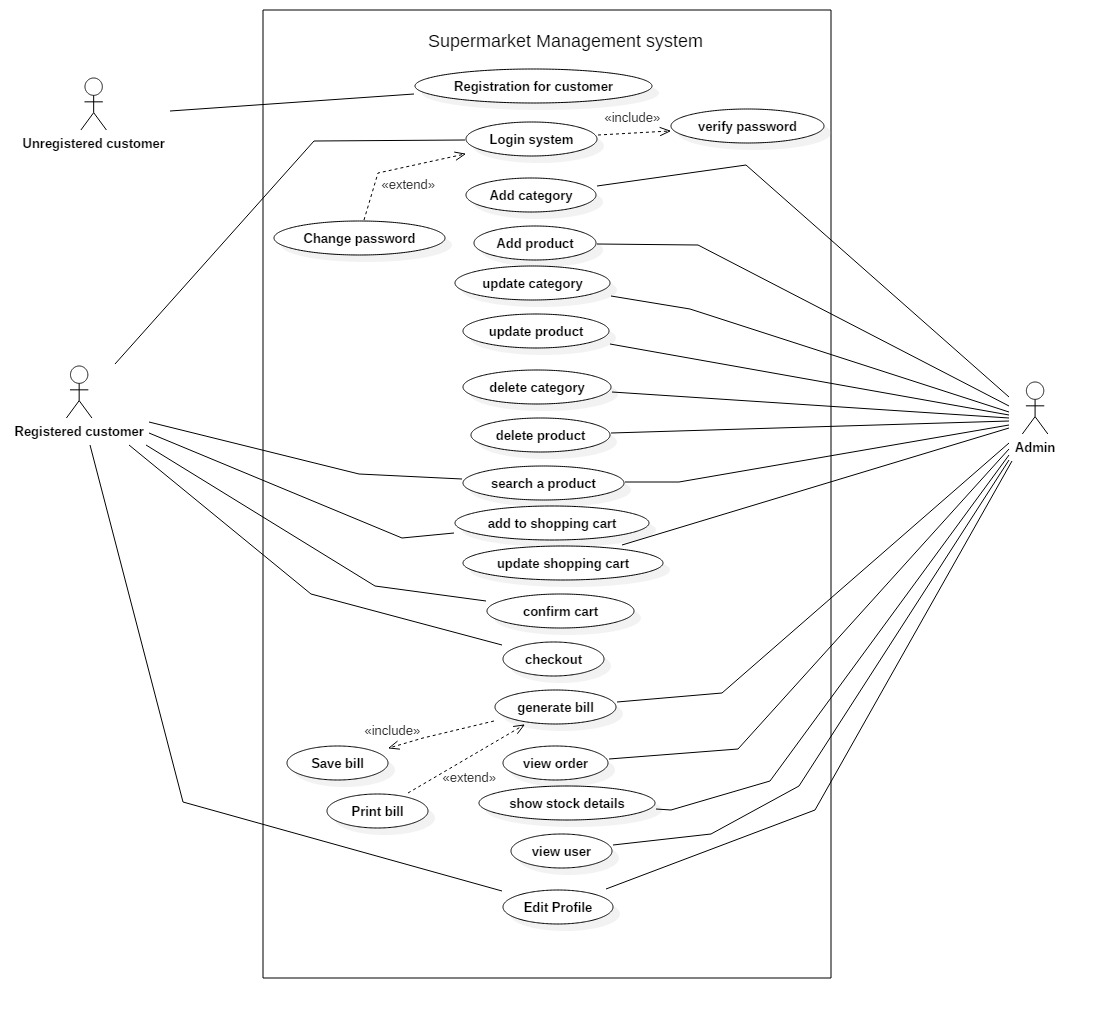 Supermarket Management system
Registration for customer
Unregistered customer
«include»
verify password
Login system
«extend»
Add category
Change password
Add product
update category
update product
delete category
Registered customer
delete product
Admin
search a product
add to shopping cart
update shopping cart
confirm cart
checkout
generate bill
«include»
Save bill
view order
«extend»
show stock details
Print bill
view user
Edit Profile